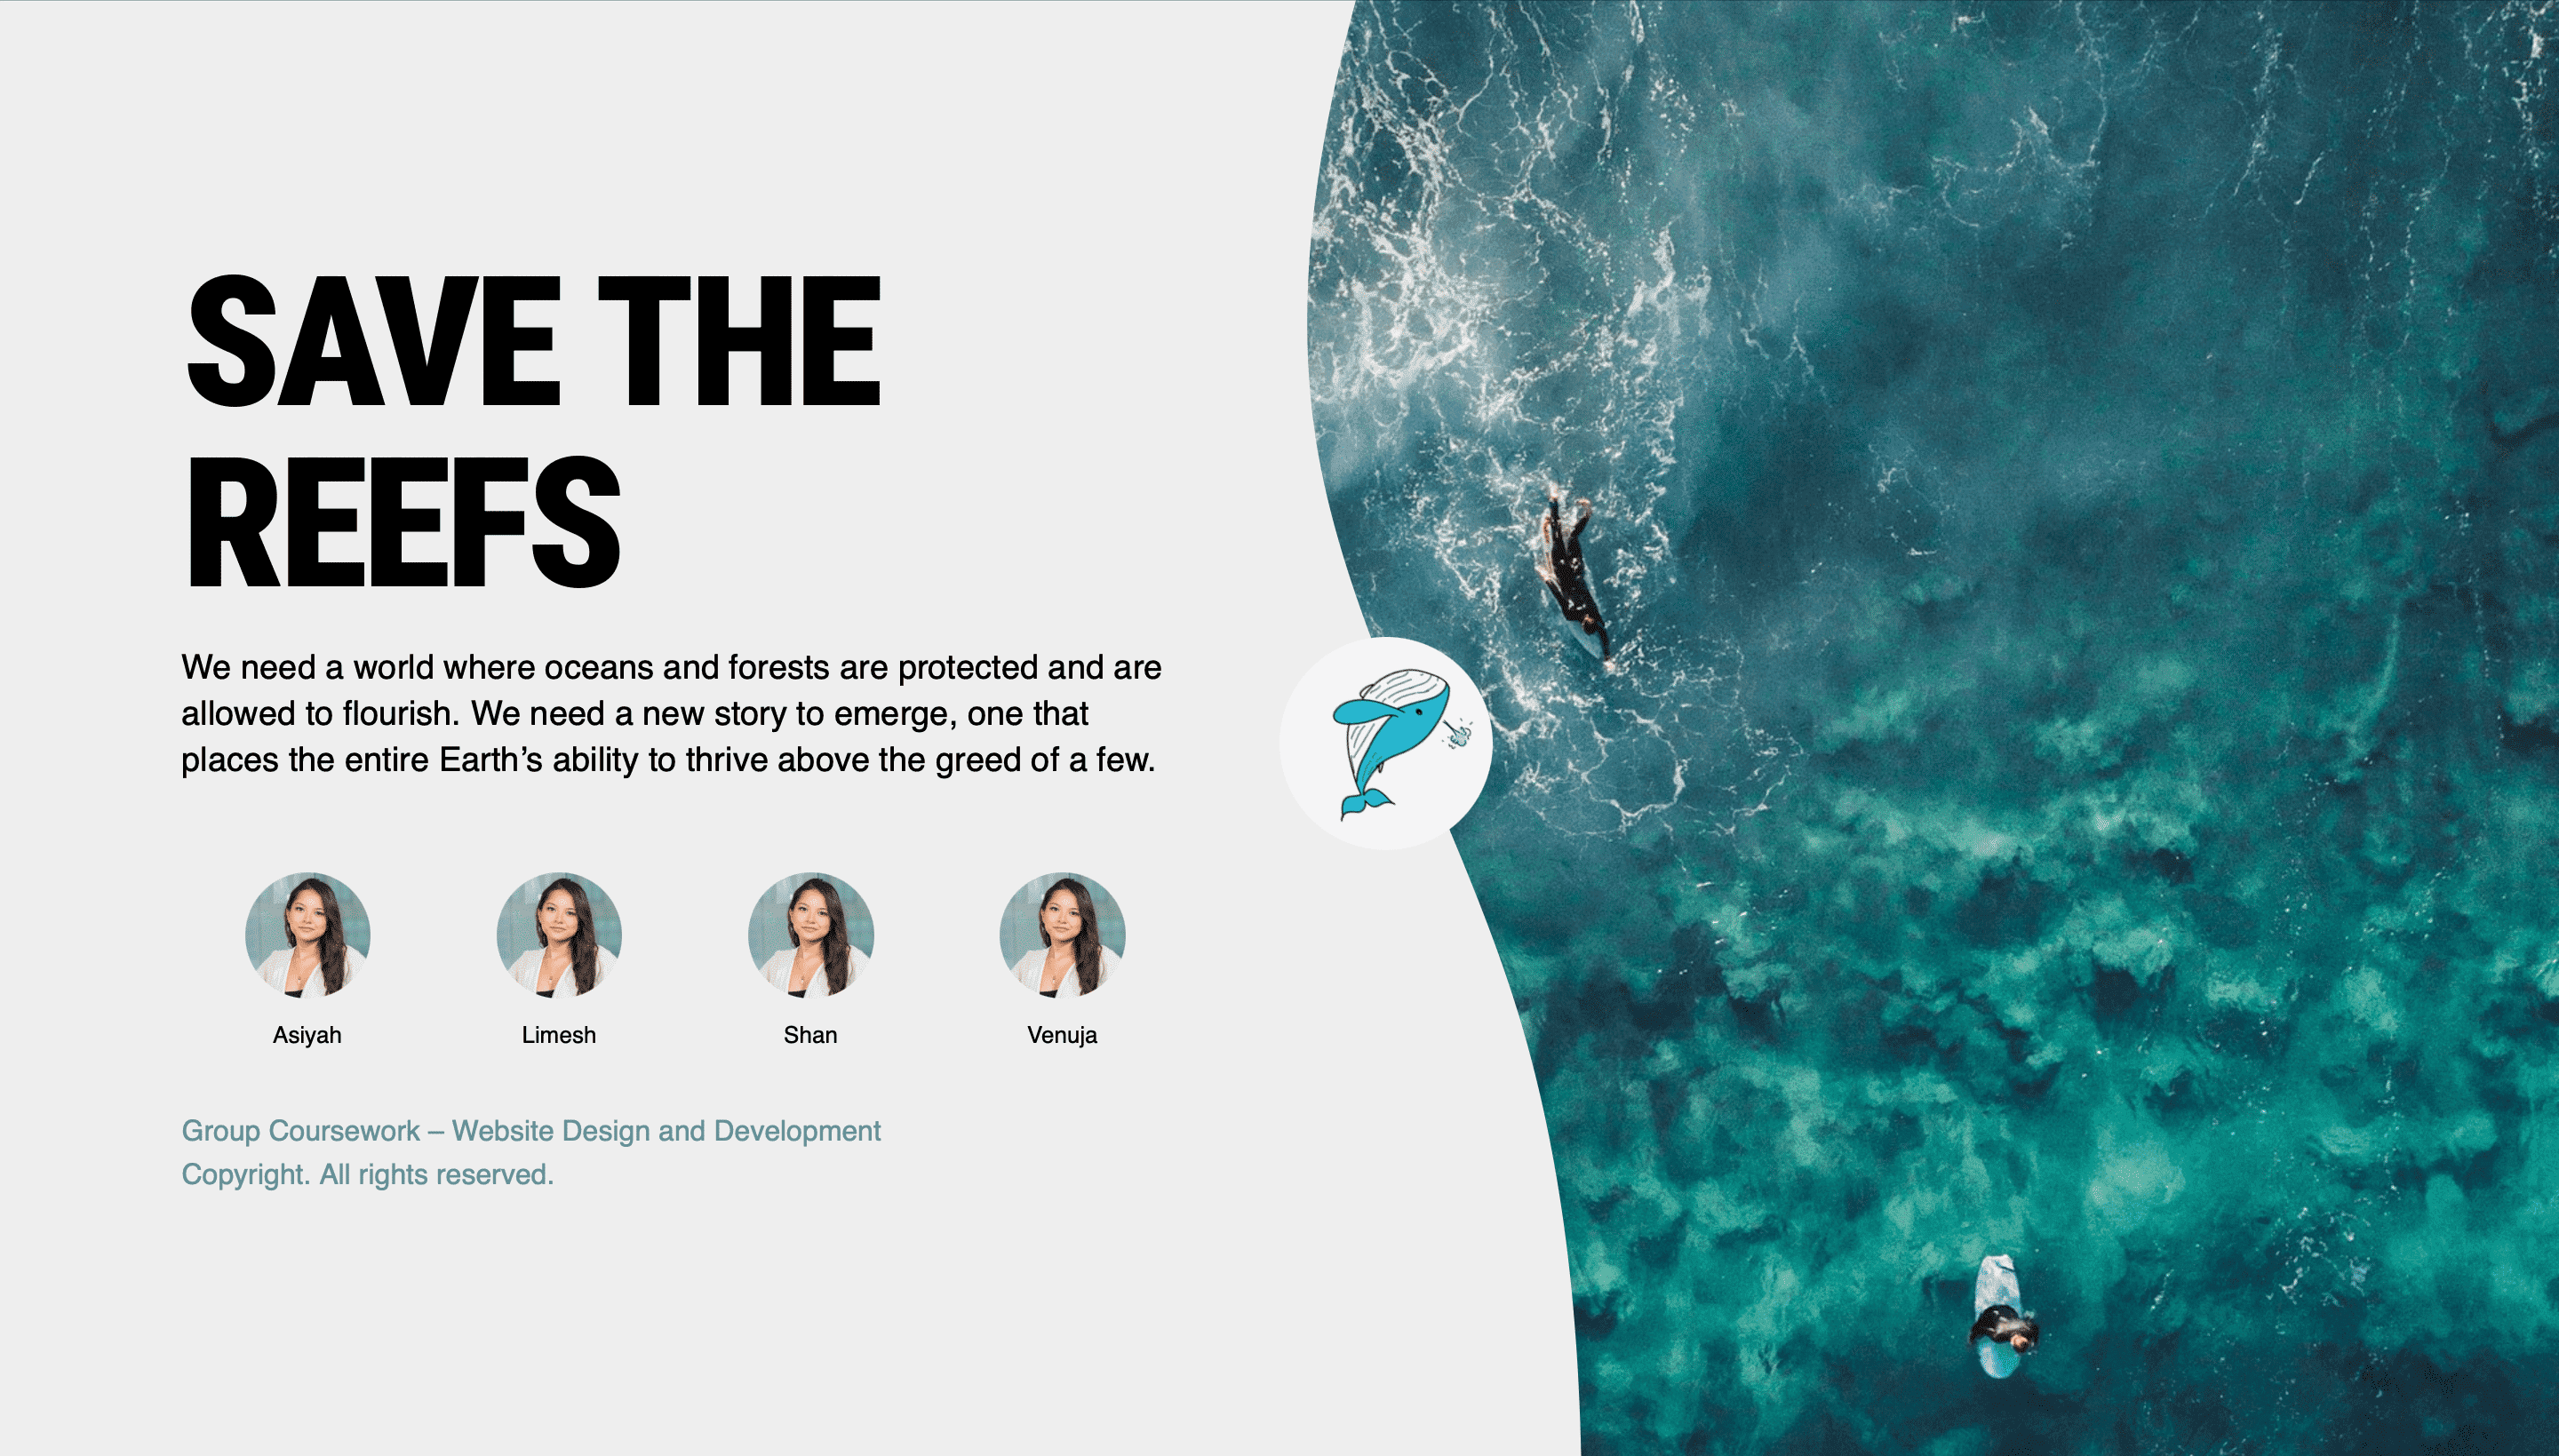 SAVE THE
REEFS
We need a world where oceans and forests are protected and are
allowed to flourish. We need a new story to emerge, one that
places the entire Earth’s ability to thrive above the greed of a few.
Asiyah
Limesh
Shan
Venuja
Group Coursework – Website Design and Development
Copyright. All rights reserved.